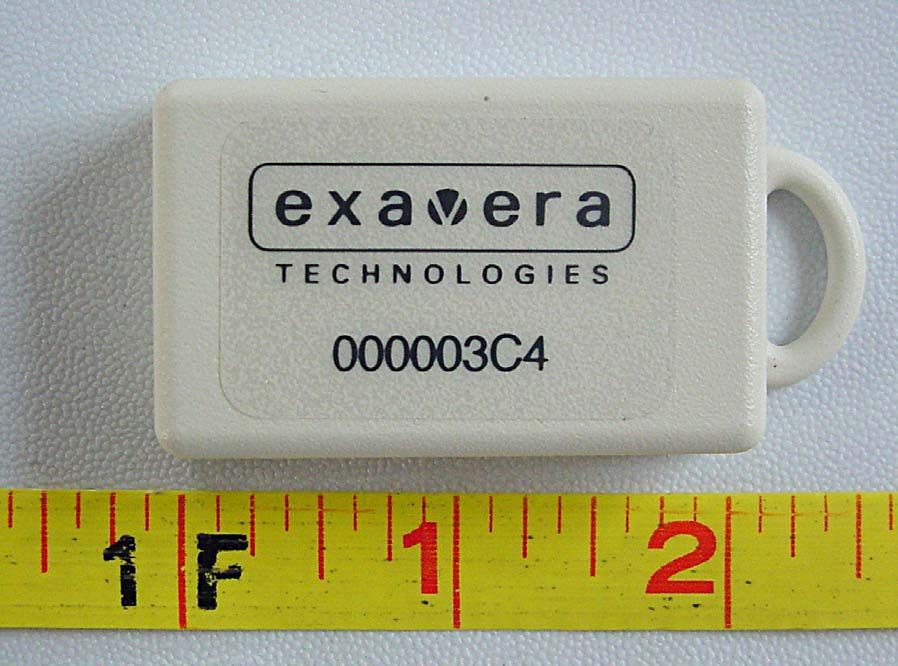 exavera
TECHNOLOGIES
000003C4
1F 1 2